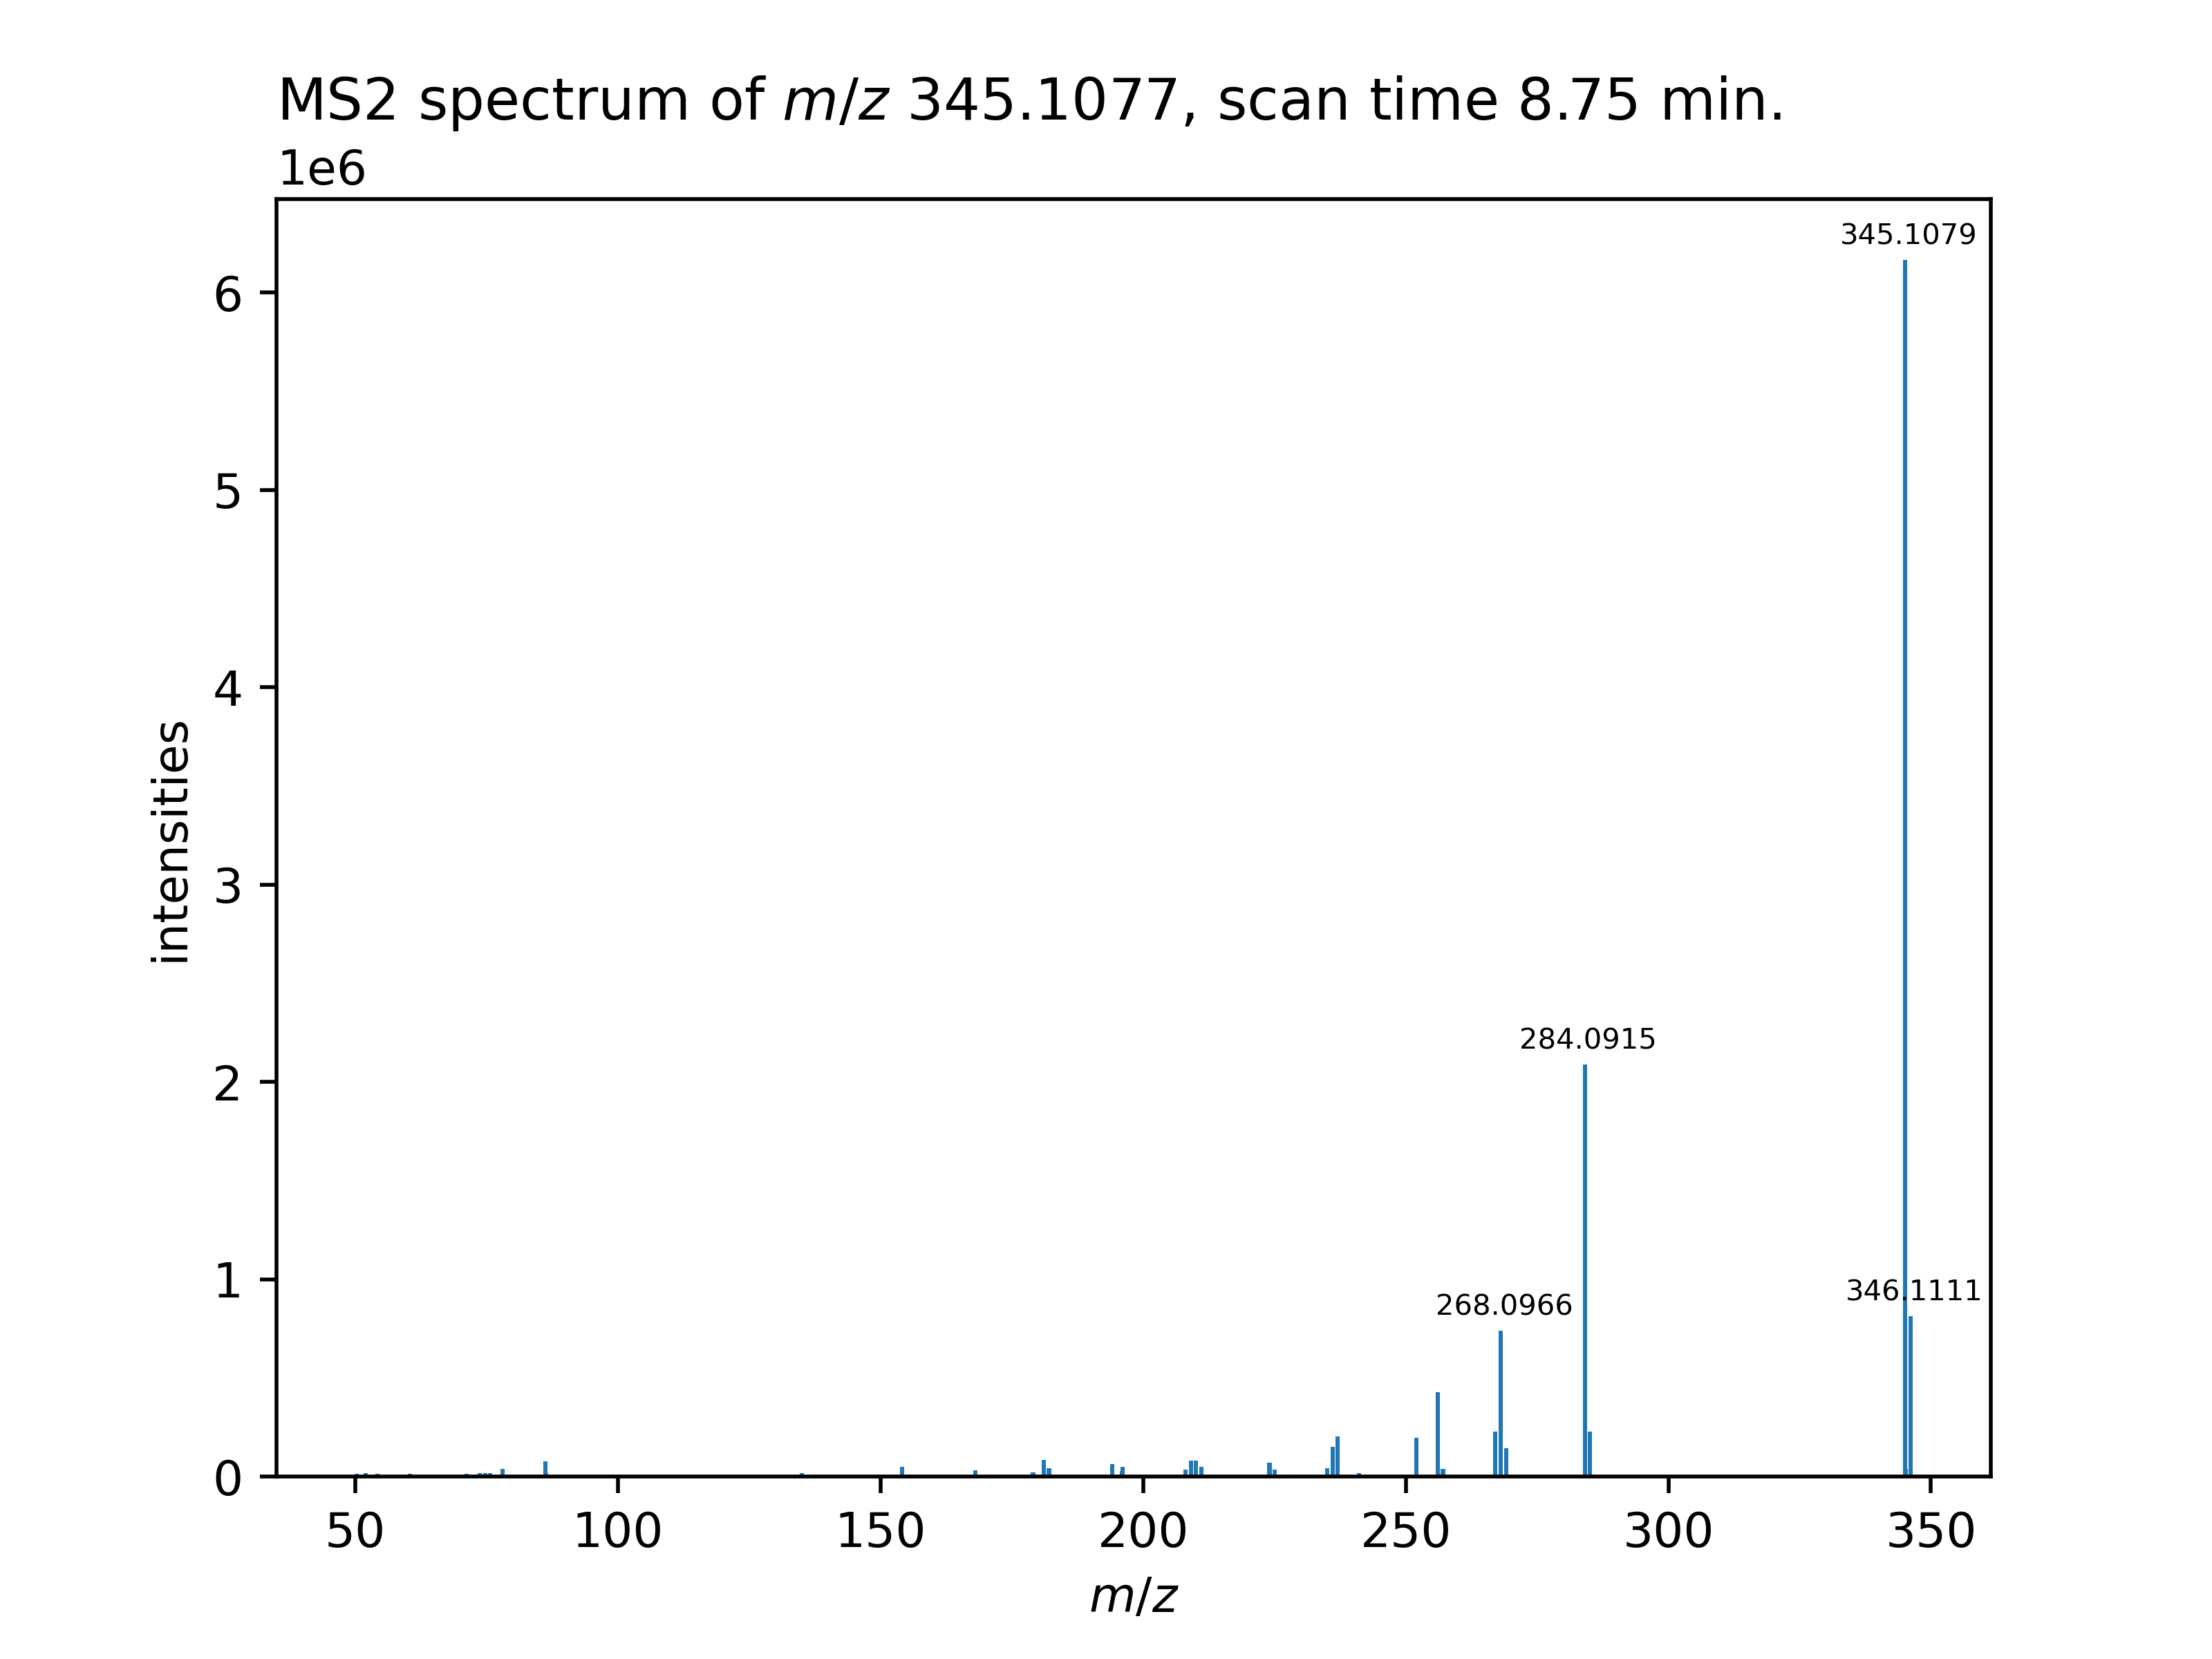 MS2 spectrum of m/z 345.1077, scan time 8.75 min.
1e6
345.1079
6
5
4
intensities
3
284.0915
2
346.1111
1
268.0966
0
50 100 150 200 250 300 350
m/z